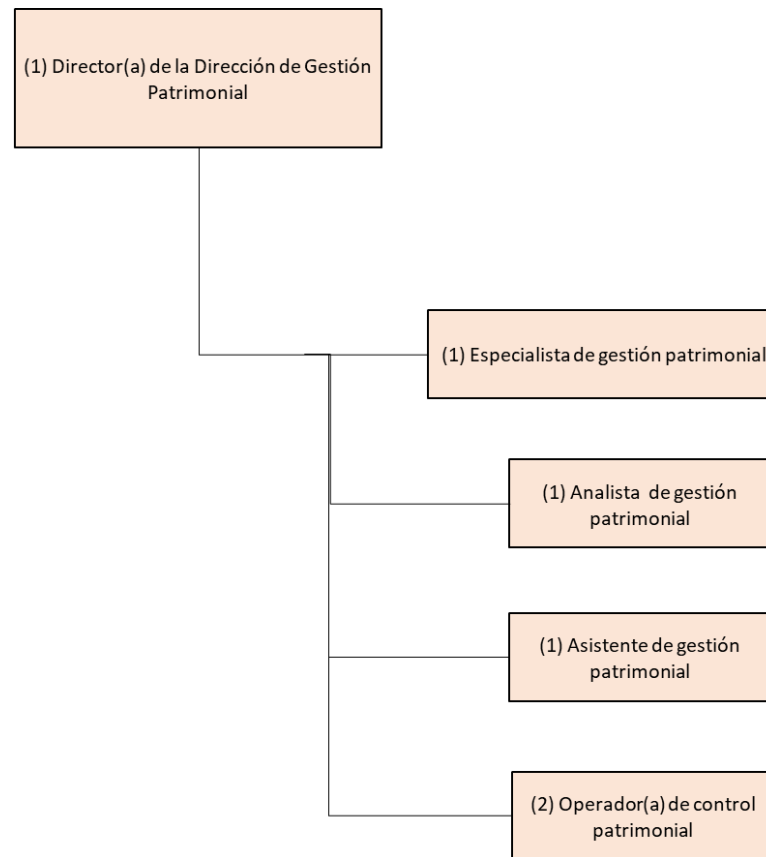 (1) Director(a) de la Dirección de Gestión
Patrimonial
(1) Especialista de gestión patrimonial
(1) Analista de gestión
patrimonial
(1) Asistente de gestión
patrimonial
(2) Operador(a) de control
patrimonial